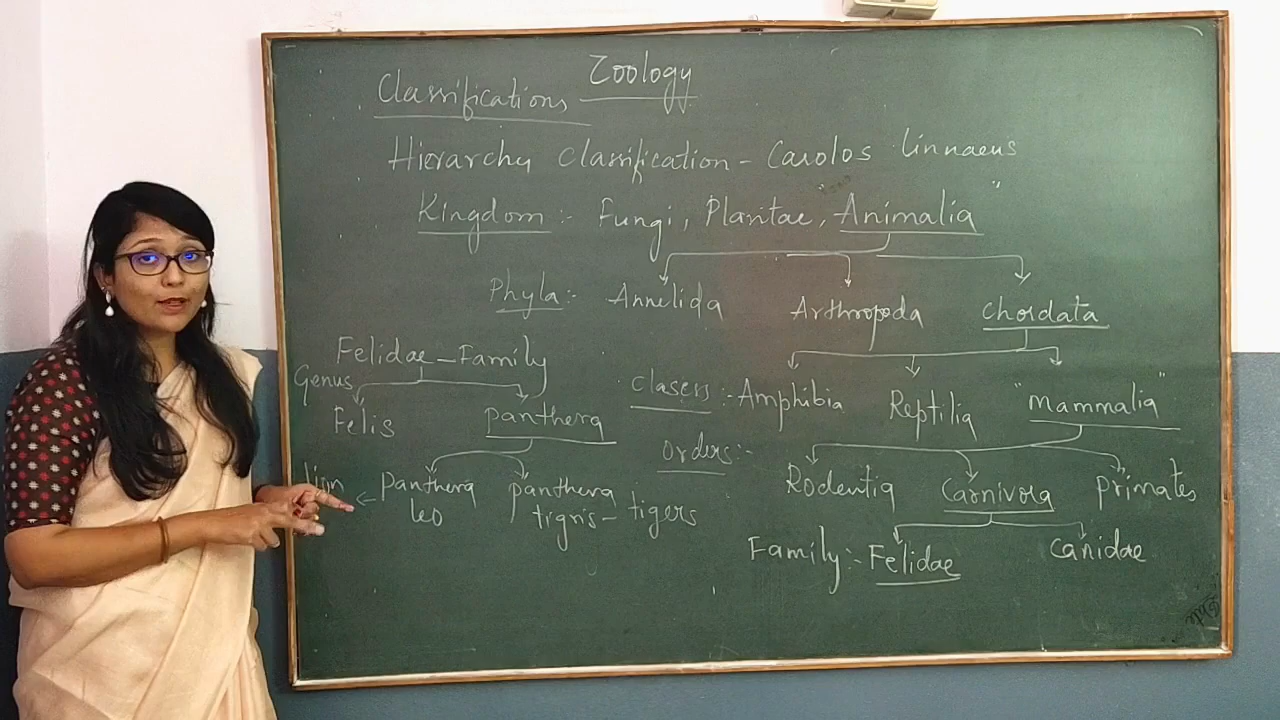 Zoology
Classifications
Hierarchy Classification - Carolos Linnaeus
Kingdom :- Fungi, Plantae, "Animalia"
Phyla :- Annelida Arthropoda Chordata
Classes :- Amphibia Reptilia "Mammalia"
Orders :-
Rodentia Carnivora Primates
Family :- Felidae Canidae
Felidae - Family
Genus
Felis Panthera
lion ← Panthera leo
Panthera tigris - tigers